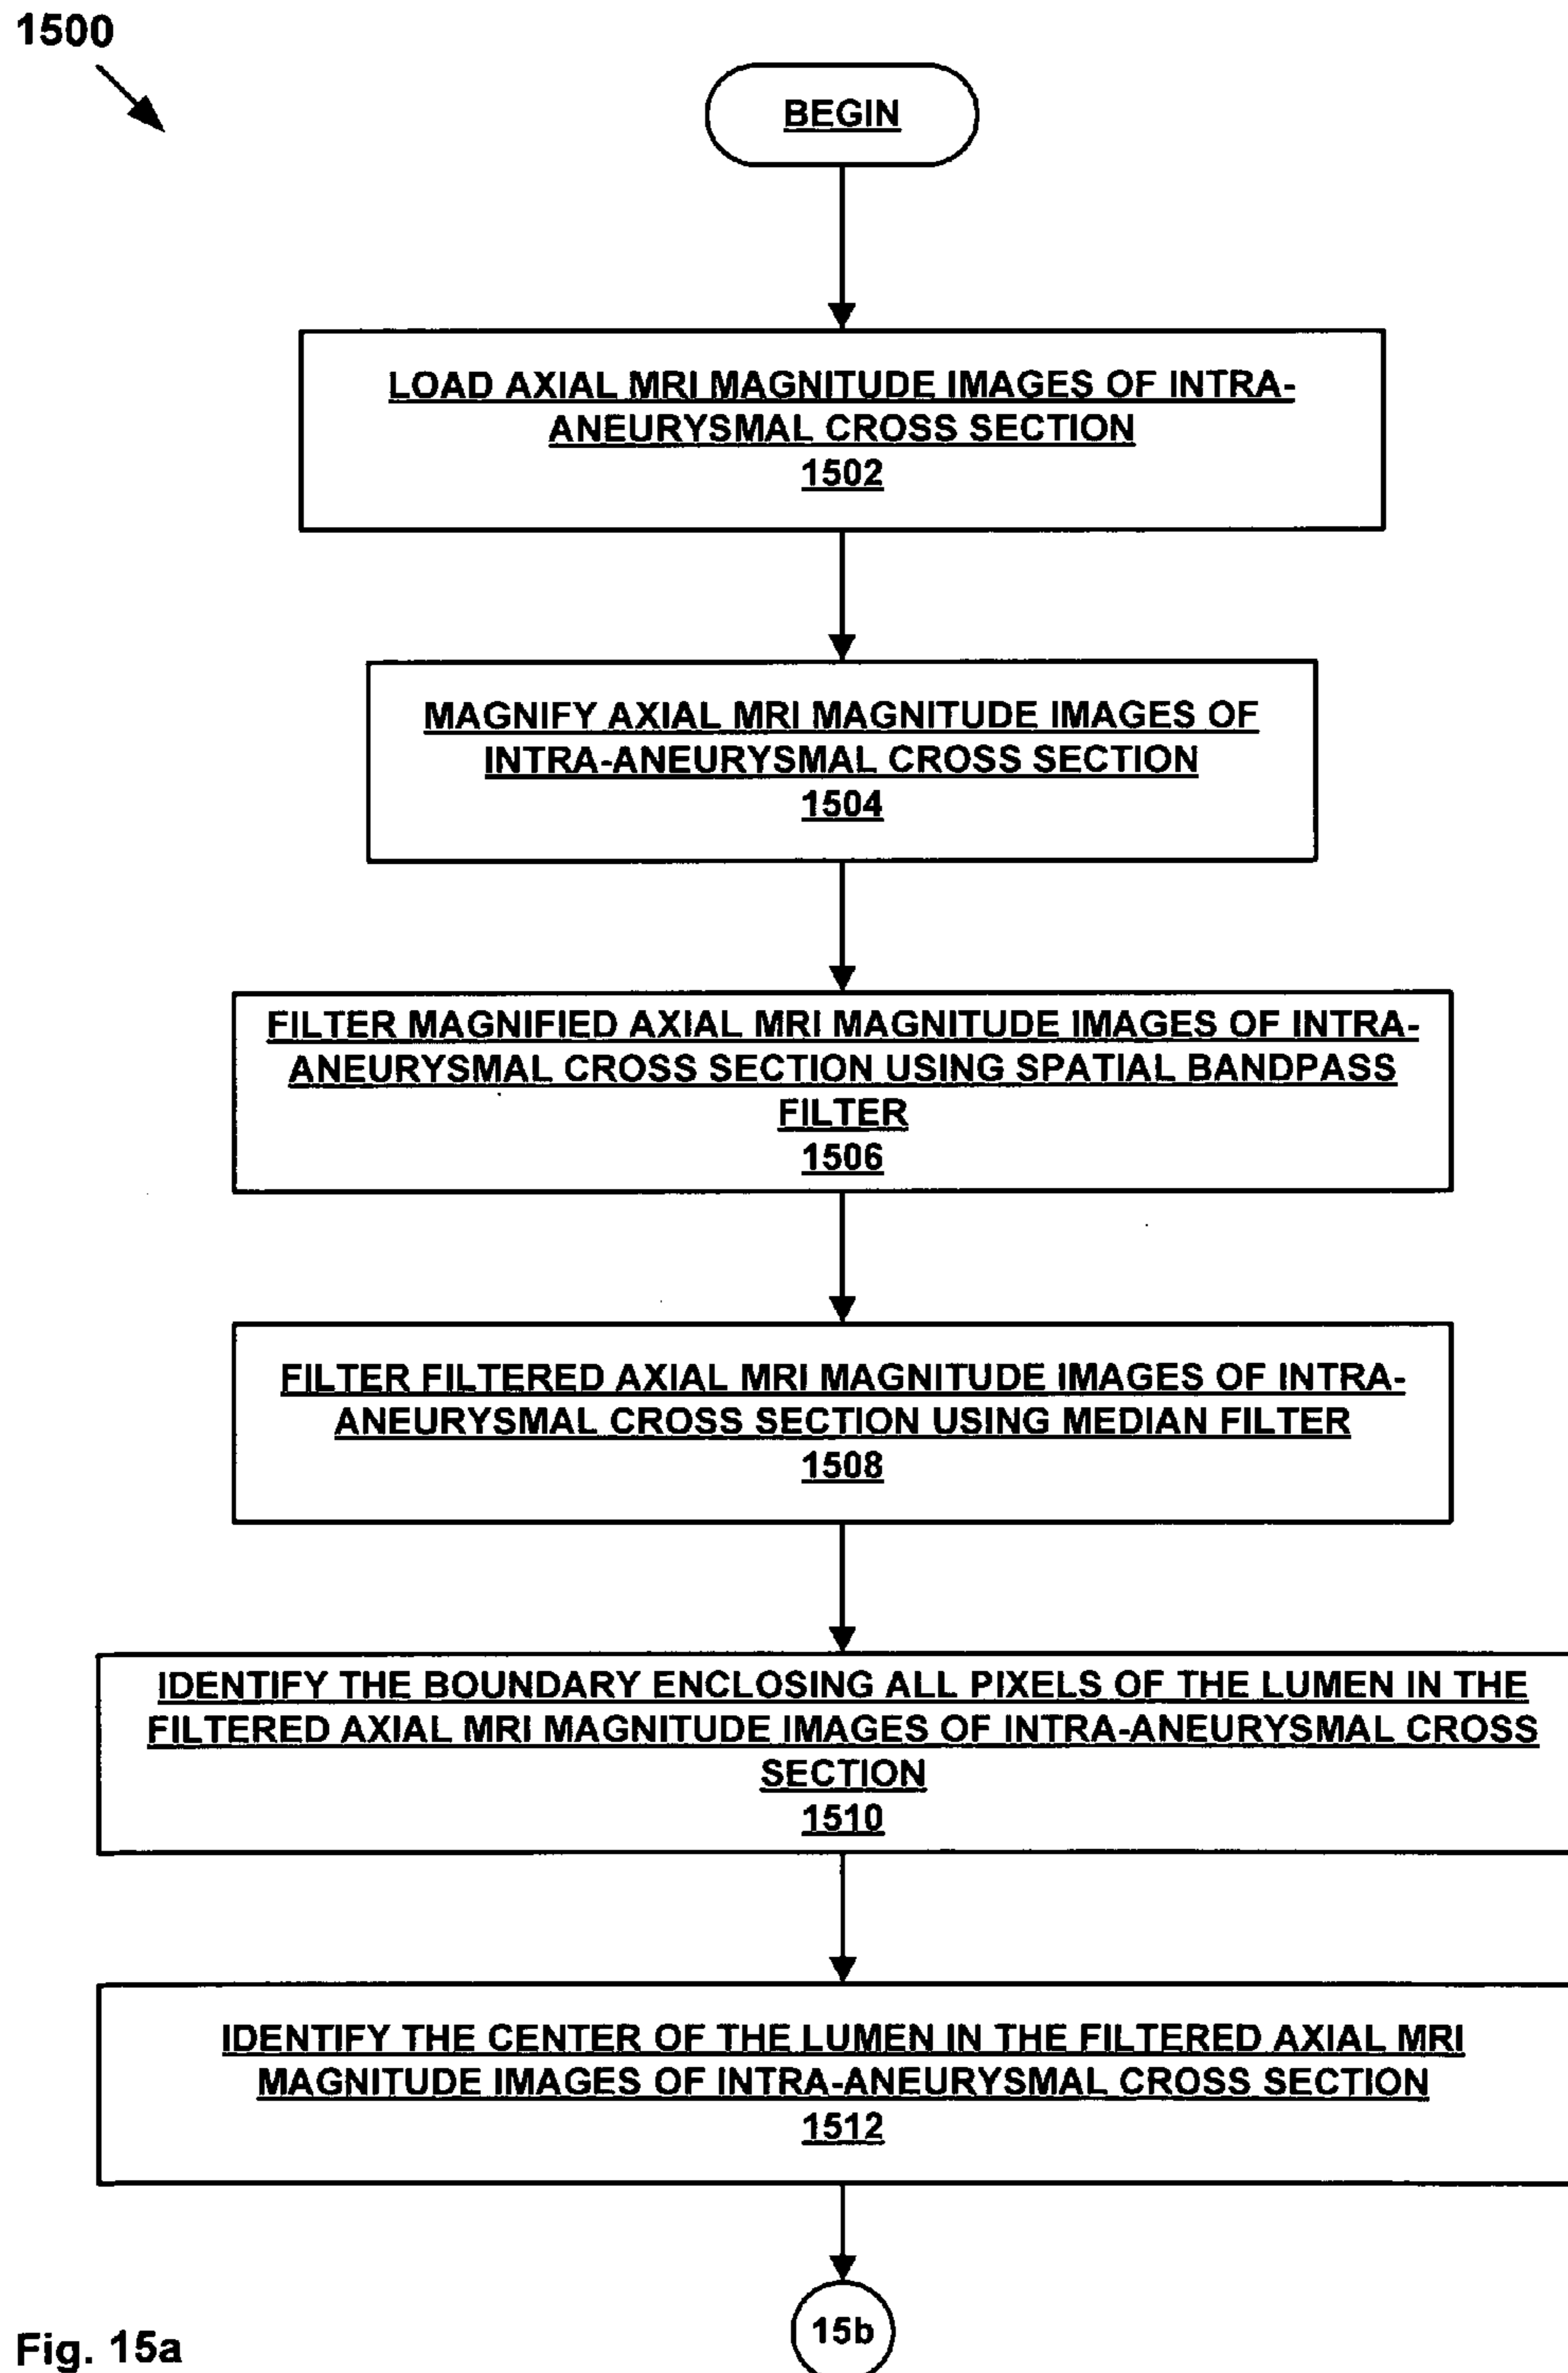 1500
BEGIN
LOAD AXIAL MRI MAGNITUDE IMAGES OF INTRA-
ANEURYSMAL CROSS SECTION
1502
MAGNIFY AXIAL MRI MAGNITUDE IMAGES OF
INTRA-ANEURYSMAL CROSS SECTION
1504
FILTER MAGNIFIED AXIAL MRI MAGNITUDE IMAGES OF INTRA-
ANEURYSMAL CROSS SECTION USING SPATIAL BANDPASS
FILTER
1506
FILTER FILTERED AXIAL MRI MAGNITUDE IMAGES OF INTRA-
ANEURYSMAL CROSS SECTION USING MEDIAN FILTER
1508
IDENTIFY THE BOUNDARY ENCLOSING ALL PIXELS OF THE LUMEN IN THE
FILTERED AXIAL MRI MAGNITUDE IMAGES OF INTRA-ANEURYSMAL CROSS
SECTION
1510
IDENTIFY THE CENTER OF THE LUMEN IN THE FILTERED AXIAL MRI
MAGNITUDE IMAGES OF INTRA-ANEURYSMAL CROSS SECTION
1512
15b
Fig. 15a